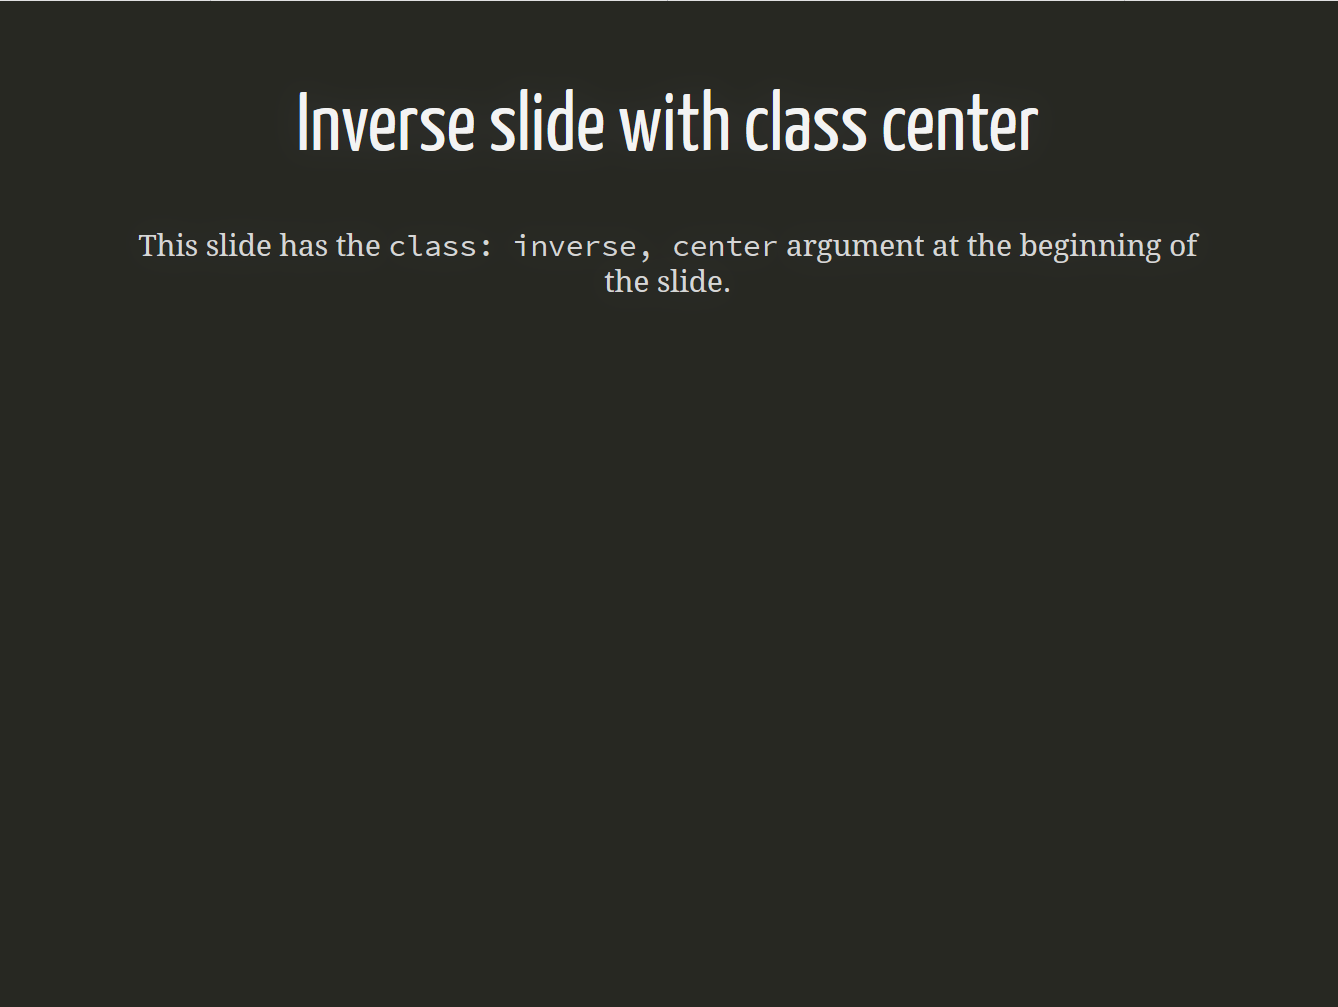 Inverse slide with class center
This slide has the class: inverse, center argument at the beginning of
the slide.